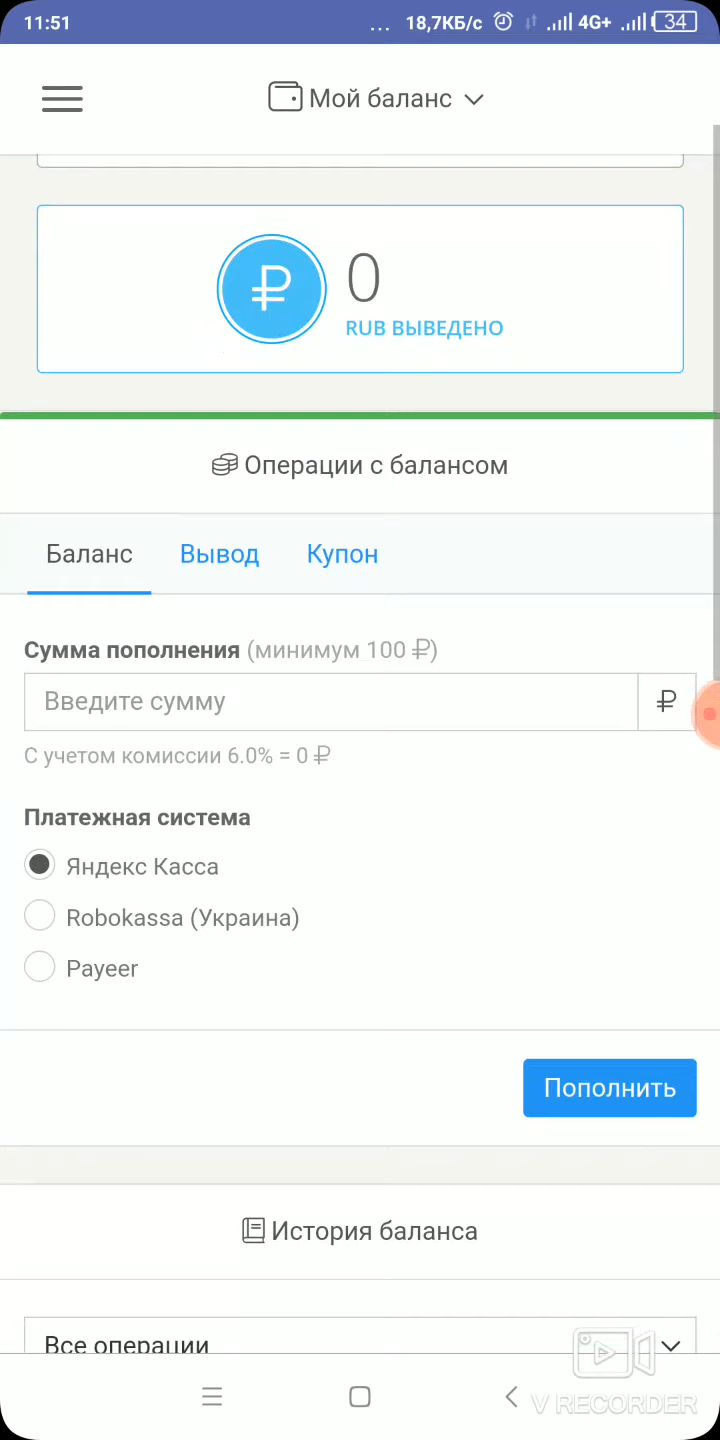 11:51 ... 18,7КБ/с 4G+ 34
Мой баланс
₽ 0
RUB ВЫВЕДЕНО
Операции с балансом
Баланс Вывод Купон
Сумма пополнения (минимум 100 ₽)
Введите сумму ₽
С учетом комиссии 6.0% = 0 ₽
Платежная система
Яндекс Касса
Robokassa (Украина)
Payeer
Пополнить
История баланса
Все операции
V RECORDER